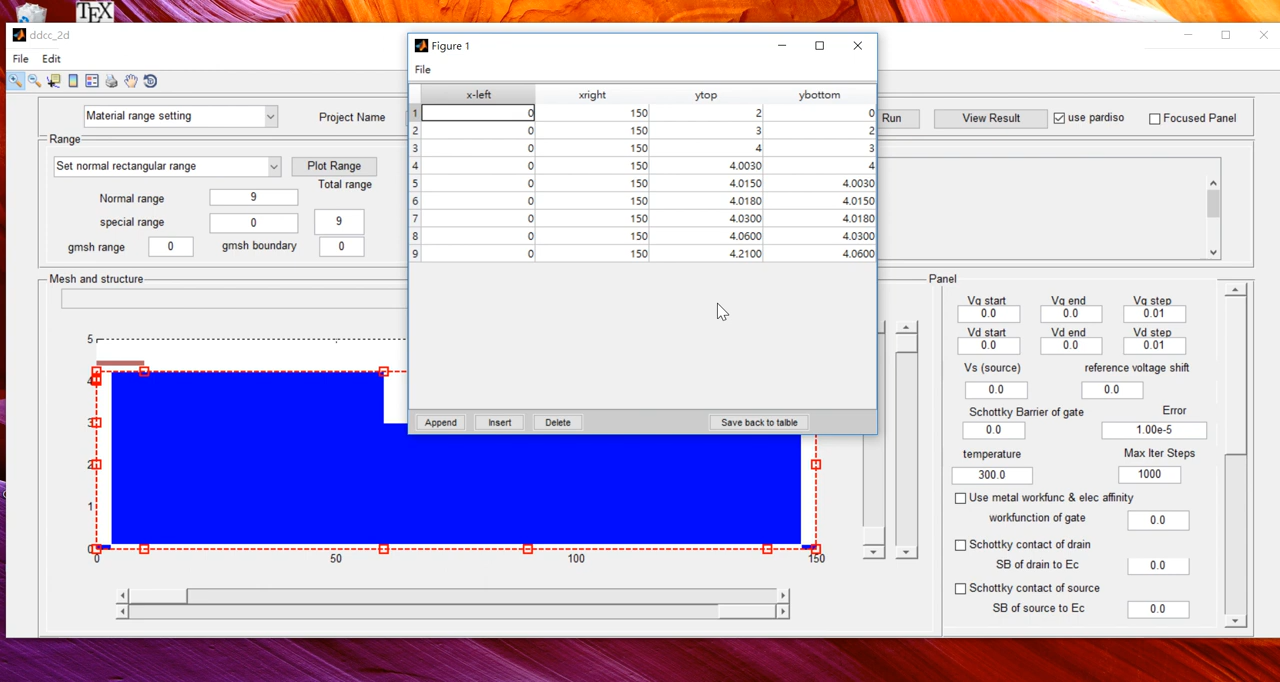 TEX
ddcc_2d
File Edit
Material range setting
Project Name
Run
View Result
use pardiso
Focused Panel
Range
Set normal rectangular range
Plot Range
Total range
Normal range 9
special range 0
9
gmsh range 0
gmsh boundary 0
Figure 1
File
x-left xright ytop ybottom
1 0 150 2 0
2 0 150 3 2
3 0 150 4 3
4 0 150 4.0030 4
5 0 150 4.0150 4.0030
6 0 150 4.0180 4.0150
7 0 150 4.0300 4.0180
8 0 150 4.0600 4.0300
9 0 150 4.2100 4.0600
Append Insert Delete Save back to talble
Mesh and structure
5
4
3
2
1
0
0 50 100 150
Panel
Vg start Vg end Vg step
0.0 0.0 0.01
Vd start Vd end Vd step
0.0 0.0 0.01
Vs (source) reference voltage shift
0.0 0.0
Schottky Barrier of gate Error
0.0 1.00e-5
temperature Max Iter Steps
300.0 1000
Use metal workfunc & elec affinity
workfunction of gate 0.0
Schottky contact of drain
SB of drain to Ec 0.0
Schottky contact of source
SB of source to Ec 0.0